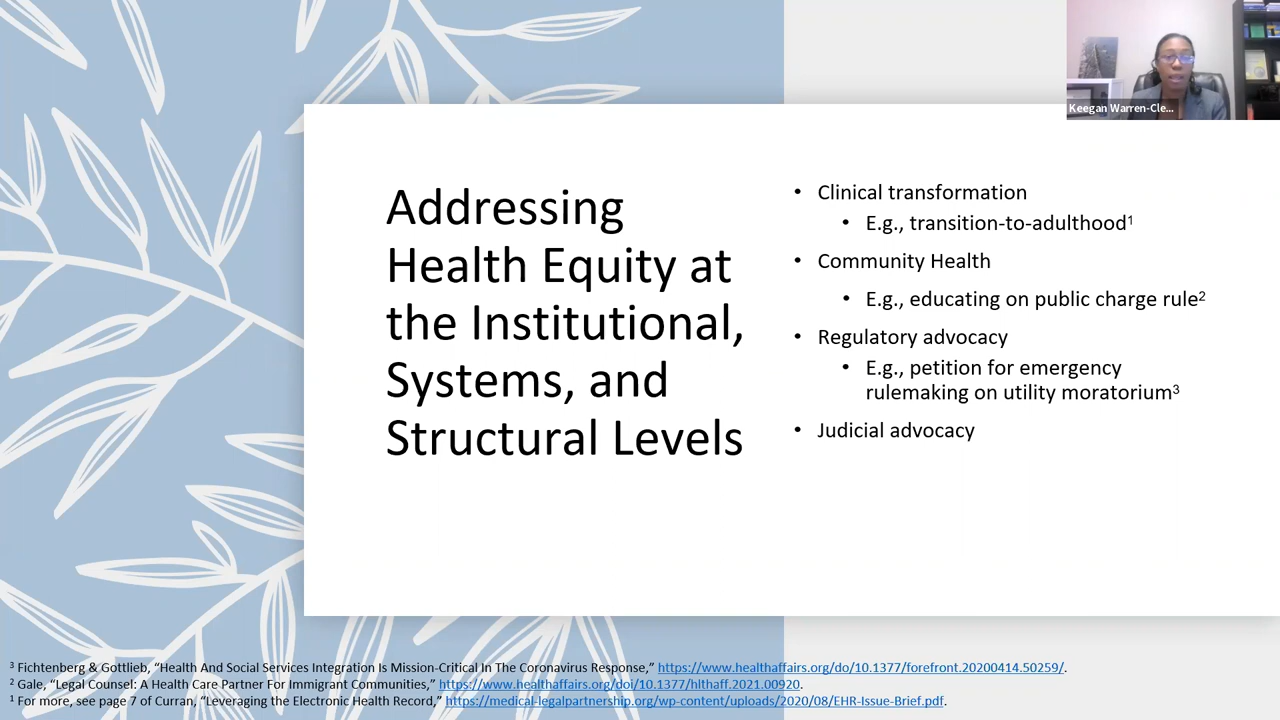 Keegan Warren-Cle...
Addressing
Health Equity at
the Institutional,
Systems, and
Structural Levels
• Clinical transformation
• E.g., transition-to-adulthood¹
• Community Health
• E.g., educating on public charge rule²
• Regulatory advocacy
• E.g., petition for emergency
rulemaking on utility moratorium³
• Judicial advocacy
³ Fichtenberg & Gottlieb, “Health And Social Services Integration Is Mission-Critical In The Coronavirus Response,” https://www.healthaffairs.org/do/10.1377/forefront.20200414.50259/.
² Gale, “Legal Counsel: A Health Care Partner For Immigrant Communities,” https://www.healthaffairs.org/doi/10.1377/hlthaff.2021.00920.
¹ For more, see page 7 of Curran, “Leveraging the Electronic Health Record,” https://medical-legalpartnership.org/wp-content/uploads/2020/08/EHR-Issue-Brief.pdf.